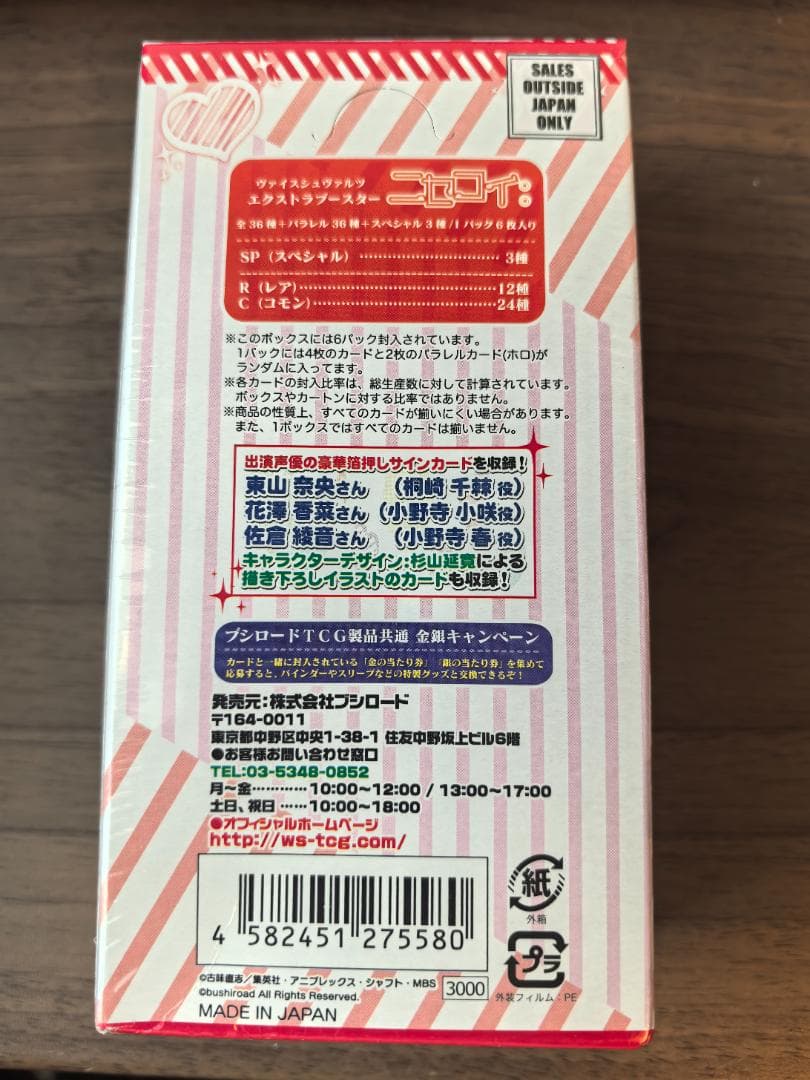 SALES
OUTSIDE
JAPAN
ONLY
ヴァイスシュヴァルツ
エクストラブースター ニセコイ:
全36種＋パラレル36種＋スペシャル3種/1パック6枚入り
SP（スペシャル）……………………………3種
R（レア）……………………………12種
C（コモン）……………………………24種
※このボックスには6パック封入されています。
1パックには4枚のカードと2枚のパラレルカード(ホロ)が
ランダムに入ってます。
※各カードの封入比率は、総生産数に対して計算されています。
ボックスやカートンに対する比率ではありません。
※商品の性質上、すべてのカードが揃いにくい場合があります。
また、1ボックスではすべてのカードは揃いません。
出演声優の豪華箔押しサインカードを収録！
東山 奈央さん （桐崎 千棘役）
花澤 香菜さん （小野寺 小咲役）
佐倉 綾音さん （小野寺 春役）
キャラクターデザイン：杉山延寛による
描き下ろしイラストのカードも収録！
ブシロードTCG製品共通 金銀キャンペーン
カードと一緒に封入されている「金の当たり券」「銀の当たり券」を集めて
応募すると、バインダーやスリーブなどの特製グッズと交換できるぞ！
発売元：株式会社ブシロード
〒164-0011
東京都中野区中央1-38-1 住友中野坂上ビル6階
●お客様お問い合わせ窓口
TEL:03-5348-0852
月～金…………10:00～12:00 / 13:00～17:00
土日、祝日……10:00～18:00
●オフィシャルホームページ
http://ws-tcg.com/
4 582451 275580
紙
外箱
プラ
外装フィルム：PE
©古味直志／集英社・アニプレックス・シャフト・MBS
©bushiroad All Rights Reserved.
3000
MADE IN JAPAN